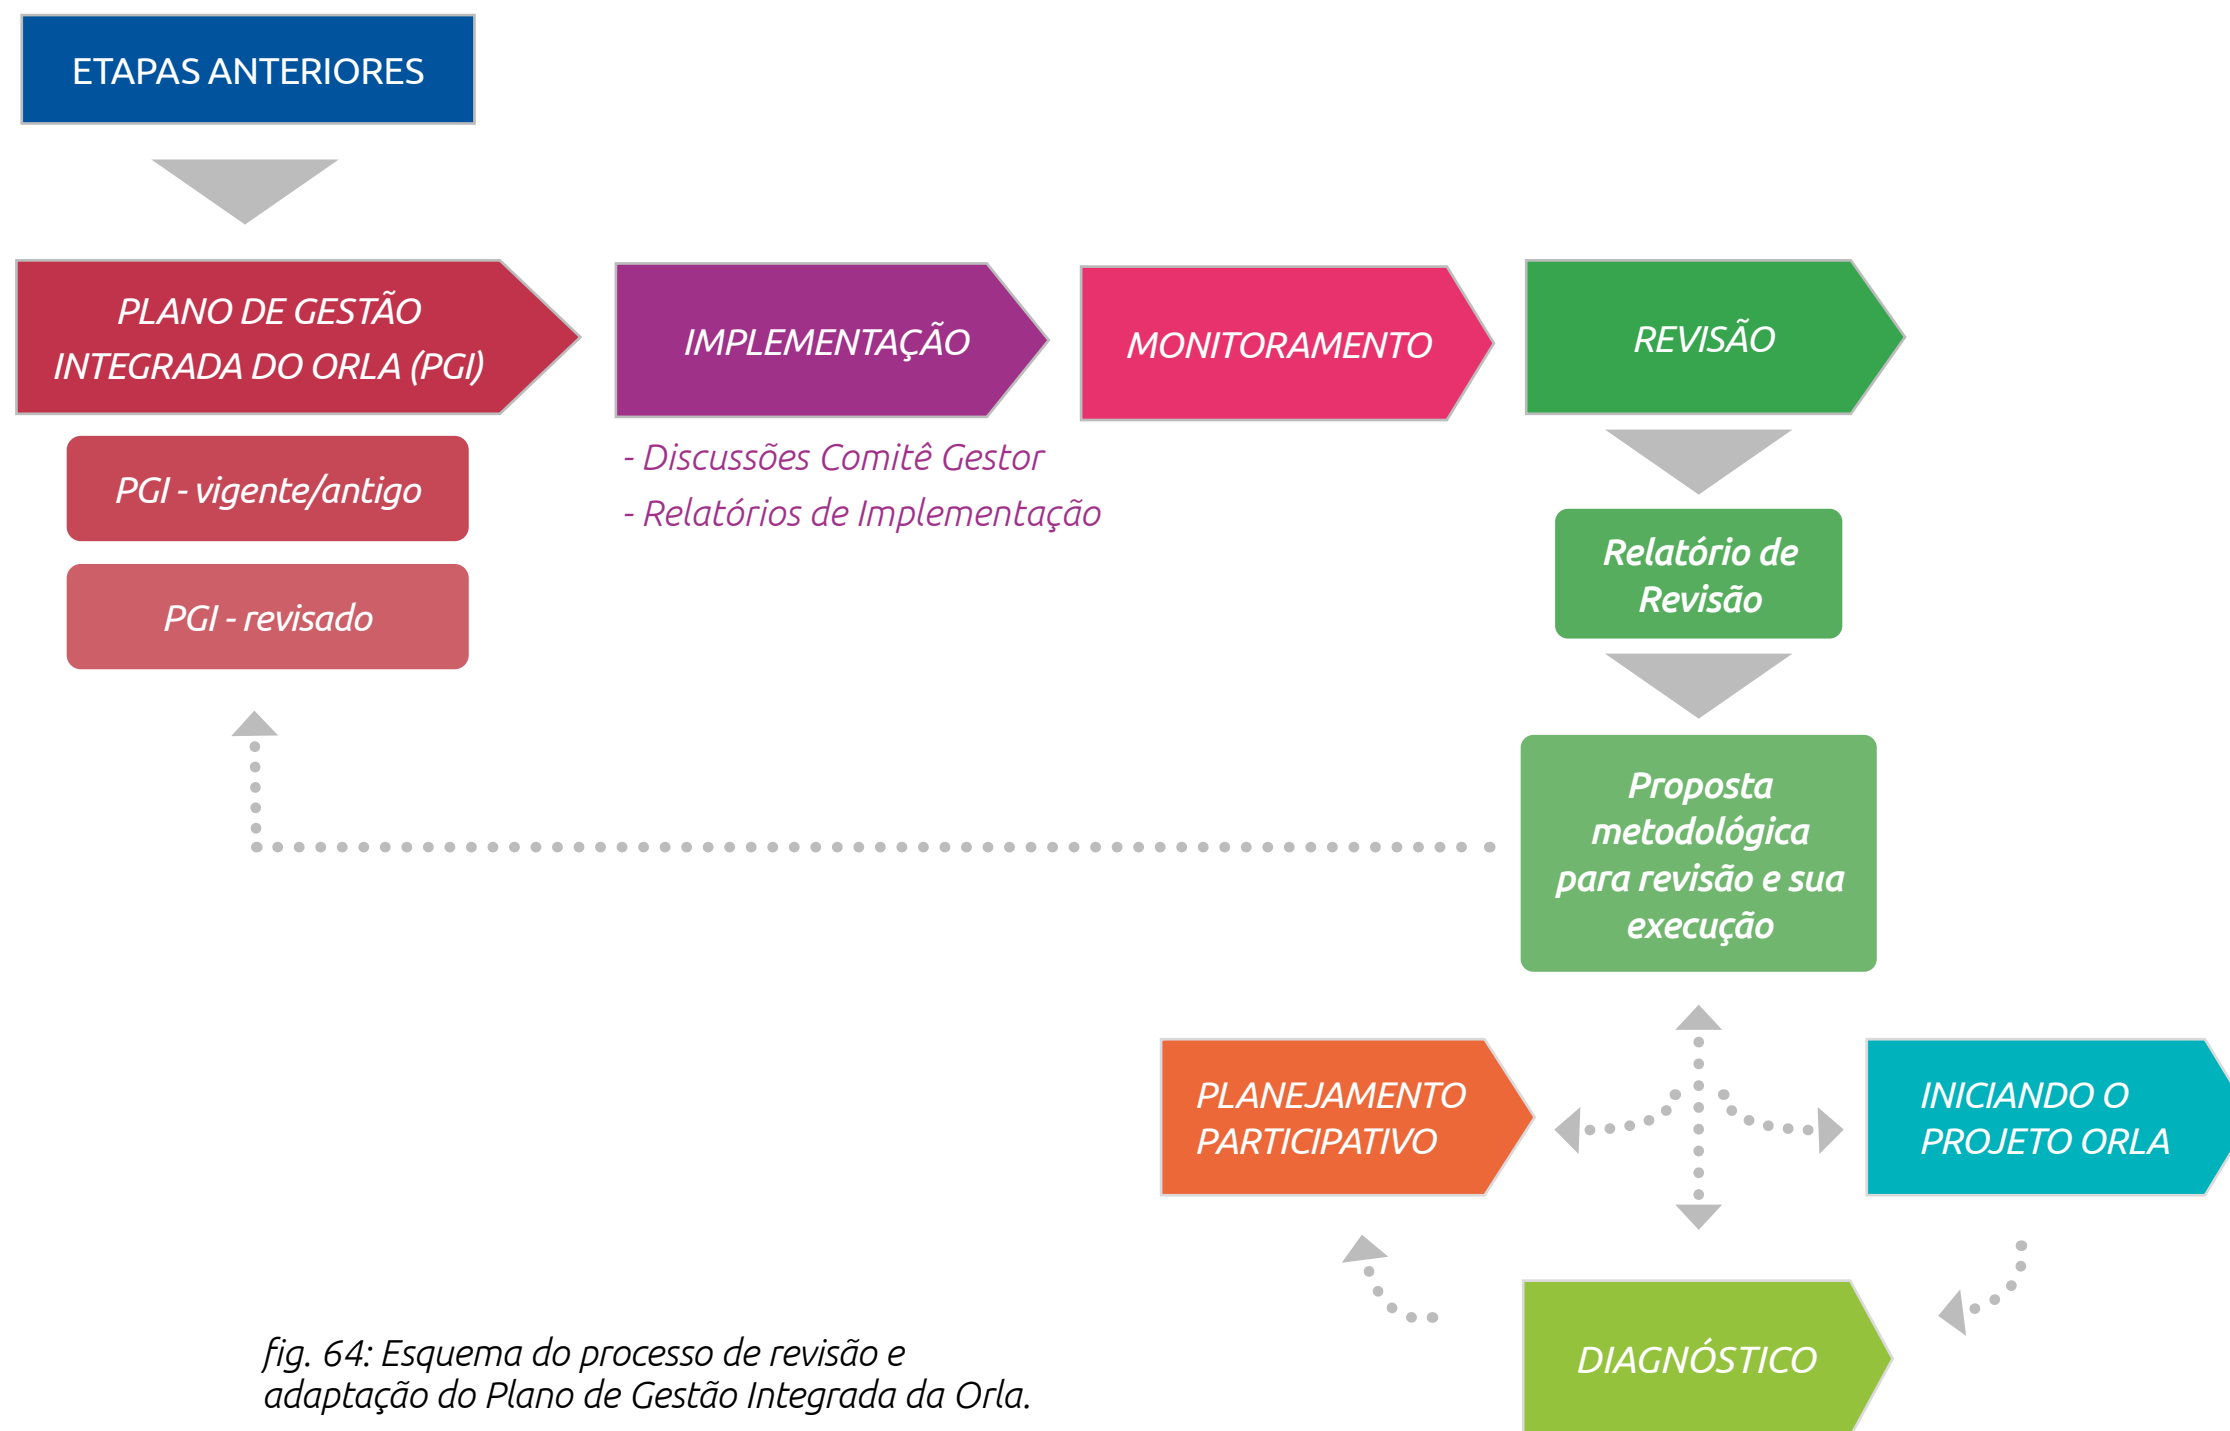 ETAPAS ANTERIORES
PLANO DE GESTÃO
INTEGRADA DO ORLA (PGI)
IMPLEMENTAÇÃO
MONITORAMENTO
REVISÃO
PGI - vigente/antigo
PGI - revisado
- Discussões Comitê Gestor
- Relatórios de Implementação
Relatório de
Revisão
Proposta
metodológica
para revisão e sua
execução
PLANEJAMENTO
PARTICIPATIVO
INICIANDO O
PROJETO ORLA
DIAGNÓSTICO
fig. 64: Esquema do processo de revisão e
adaptação do Plano de Gestão Integrada da Orla.